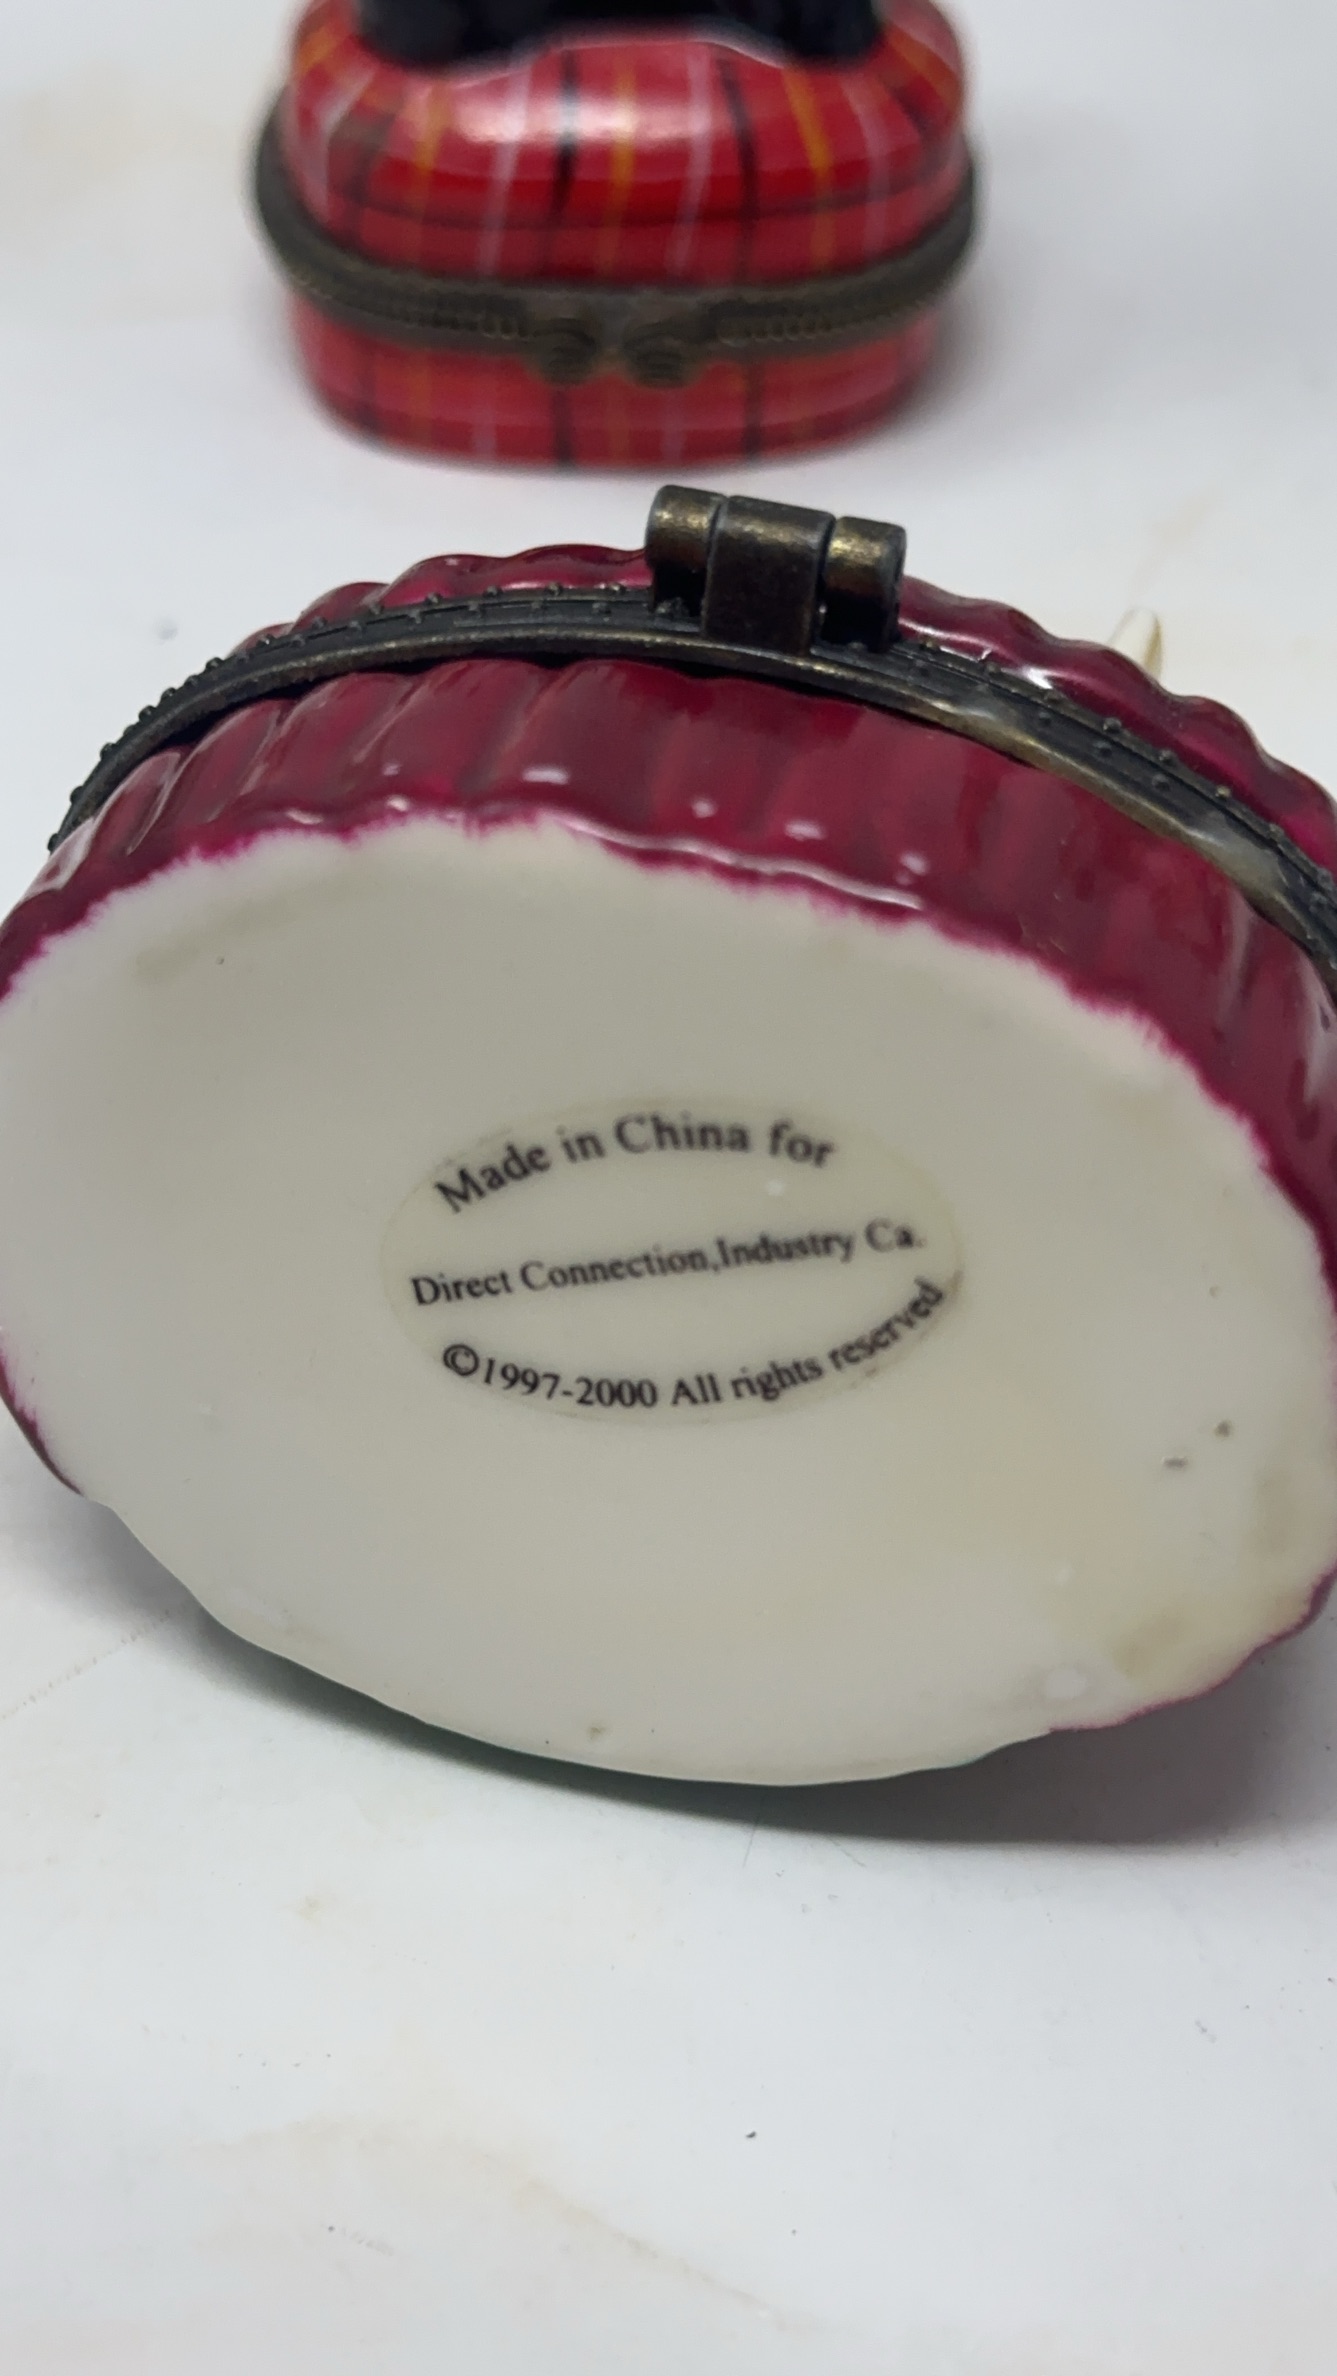 Made in China for
Direct Connection,Industry Ca.
©1997-2000 All rights reserved